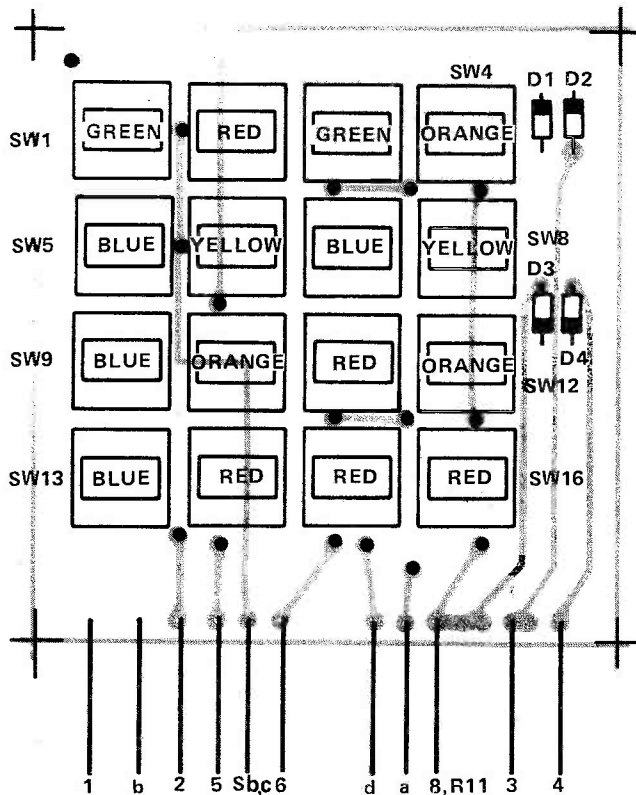 SW4 D1 D2
SW1 GREEN RED GREEN ORANGE
SW5 BLUE YELLOW BLUE YELLOW SW8
D3
SW9 BLUE ORANGE RED ORANGE D4
SW12
SW13 BLUE RED RED RED SW16
1 b 2 5 Sb,c 6 d a 8, R11 3 4